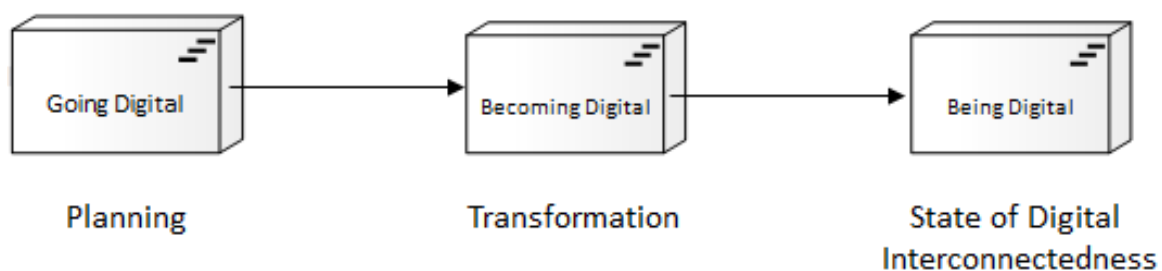 Going Digital
Becoming Digital
Being Digital
Planning
Transformation
State of Digital
Interconnectedness